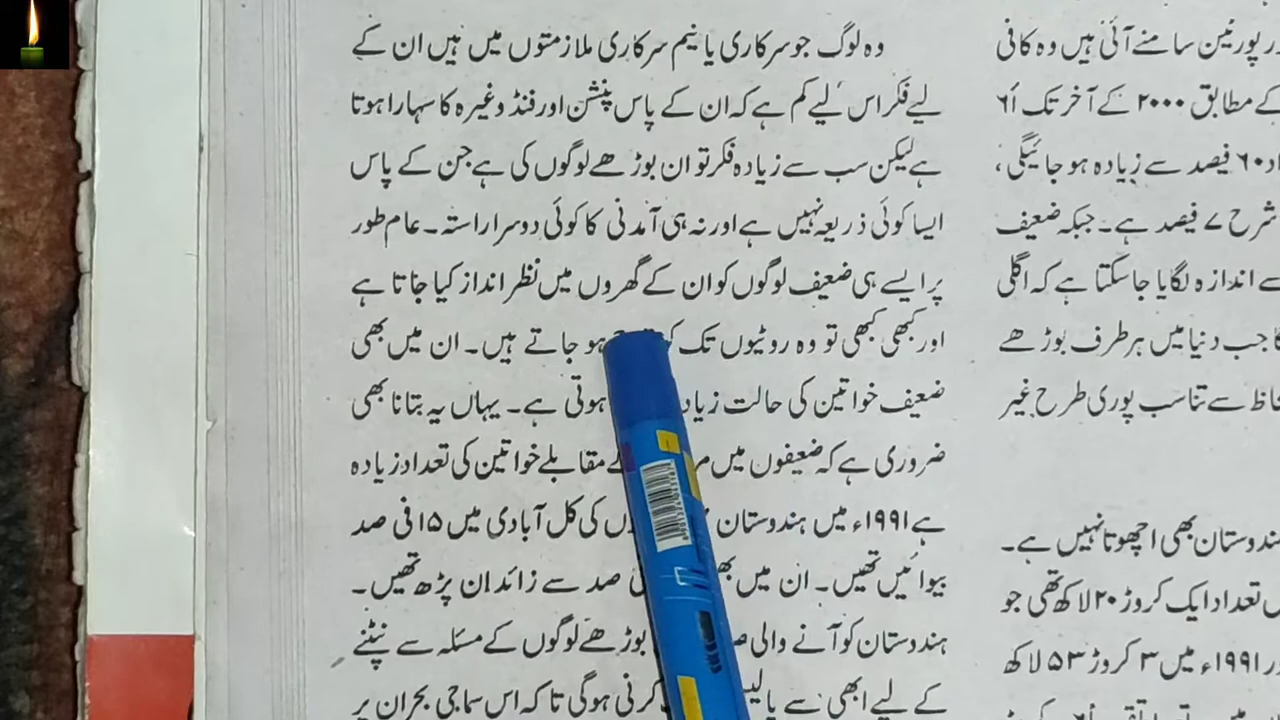 رپورٹیں سامنے آئی ہیں وہ کافی
کے مطابق ۲۰۰۰ کے آخر تک اُ۶
۶۰ فیصد سے زیادہ ہو جائیگی،
شرح ۷ فیصد ہے۔ جبکہ ضعیف
سے اندازہ لگایا جاسکتا ہے کہ اگلی
جب دنیا میں ہر طرف بوڑھے
سے تناسب پوری طرح غیر
ہندوستان بھی اچھوتا نہیں ہے۔
تعداد ایک کروڑ ۲۰ لاکھ تھی جو
۱۹۹۱ء میں ۳ کروڑ ۵۳ لاکھ
وہ لوگ جو سرکاری یا نیم سرکاری ملازمتوں میں ہیں ان کے
لیے فکر اس لیے کم ہے کہ ان کے پاس پنشن اور فنڈ وغیرہ کا سہارا ہوتا
ہے لیکن سب سے زیادہ فکر تو ان بوڑھے لوگوں کی ہے جن کے پاس
ایسا کوئی ذریعہ نہیں ہے اور نہ ہی آمدنی کا کوئی دوسرا راستہ۔ عام طور
پر ایسے ہی ضعیف لوگوں کو ان کے گھروں میں نظر انداز کیا جاتا ہے
اور کبھی کبھی تو وہ روٹیوں تک ہو جاتے ہیں۔ ان میں بھی
ضعیف خواتین کی حالت ہوتی ہے۔ یہاں یہ بتانا بھی
ضروری ہے کہ ضعیفوں میں مقابلے خواتین کی تعداد زیادہ
ہے ۱۹۹۱ء میں ہندوستان کی کل آبادی میں ۱۵ فی صد
بیوائیں تھیں۔ ان میں صد سے زائد ان پڑھ تھیں۔
ہندوستان کو آنے والی بوڑھے لوگوں کے مسئلہ سے نپٹنے
کے لیے ابھی سے کرنی ہوگی تاکہ اس سماجی بحران پر